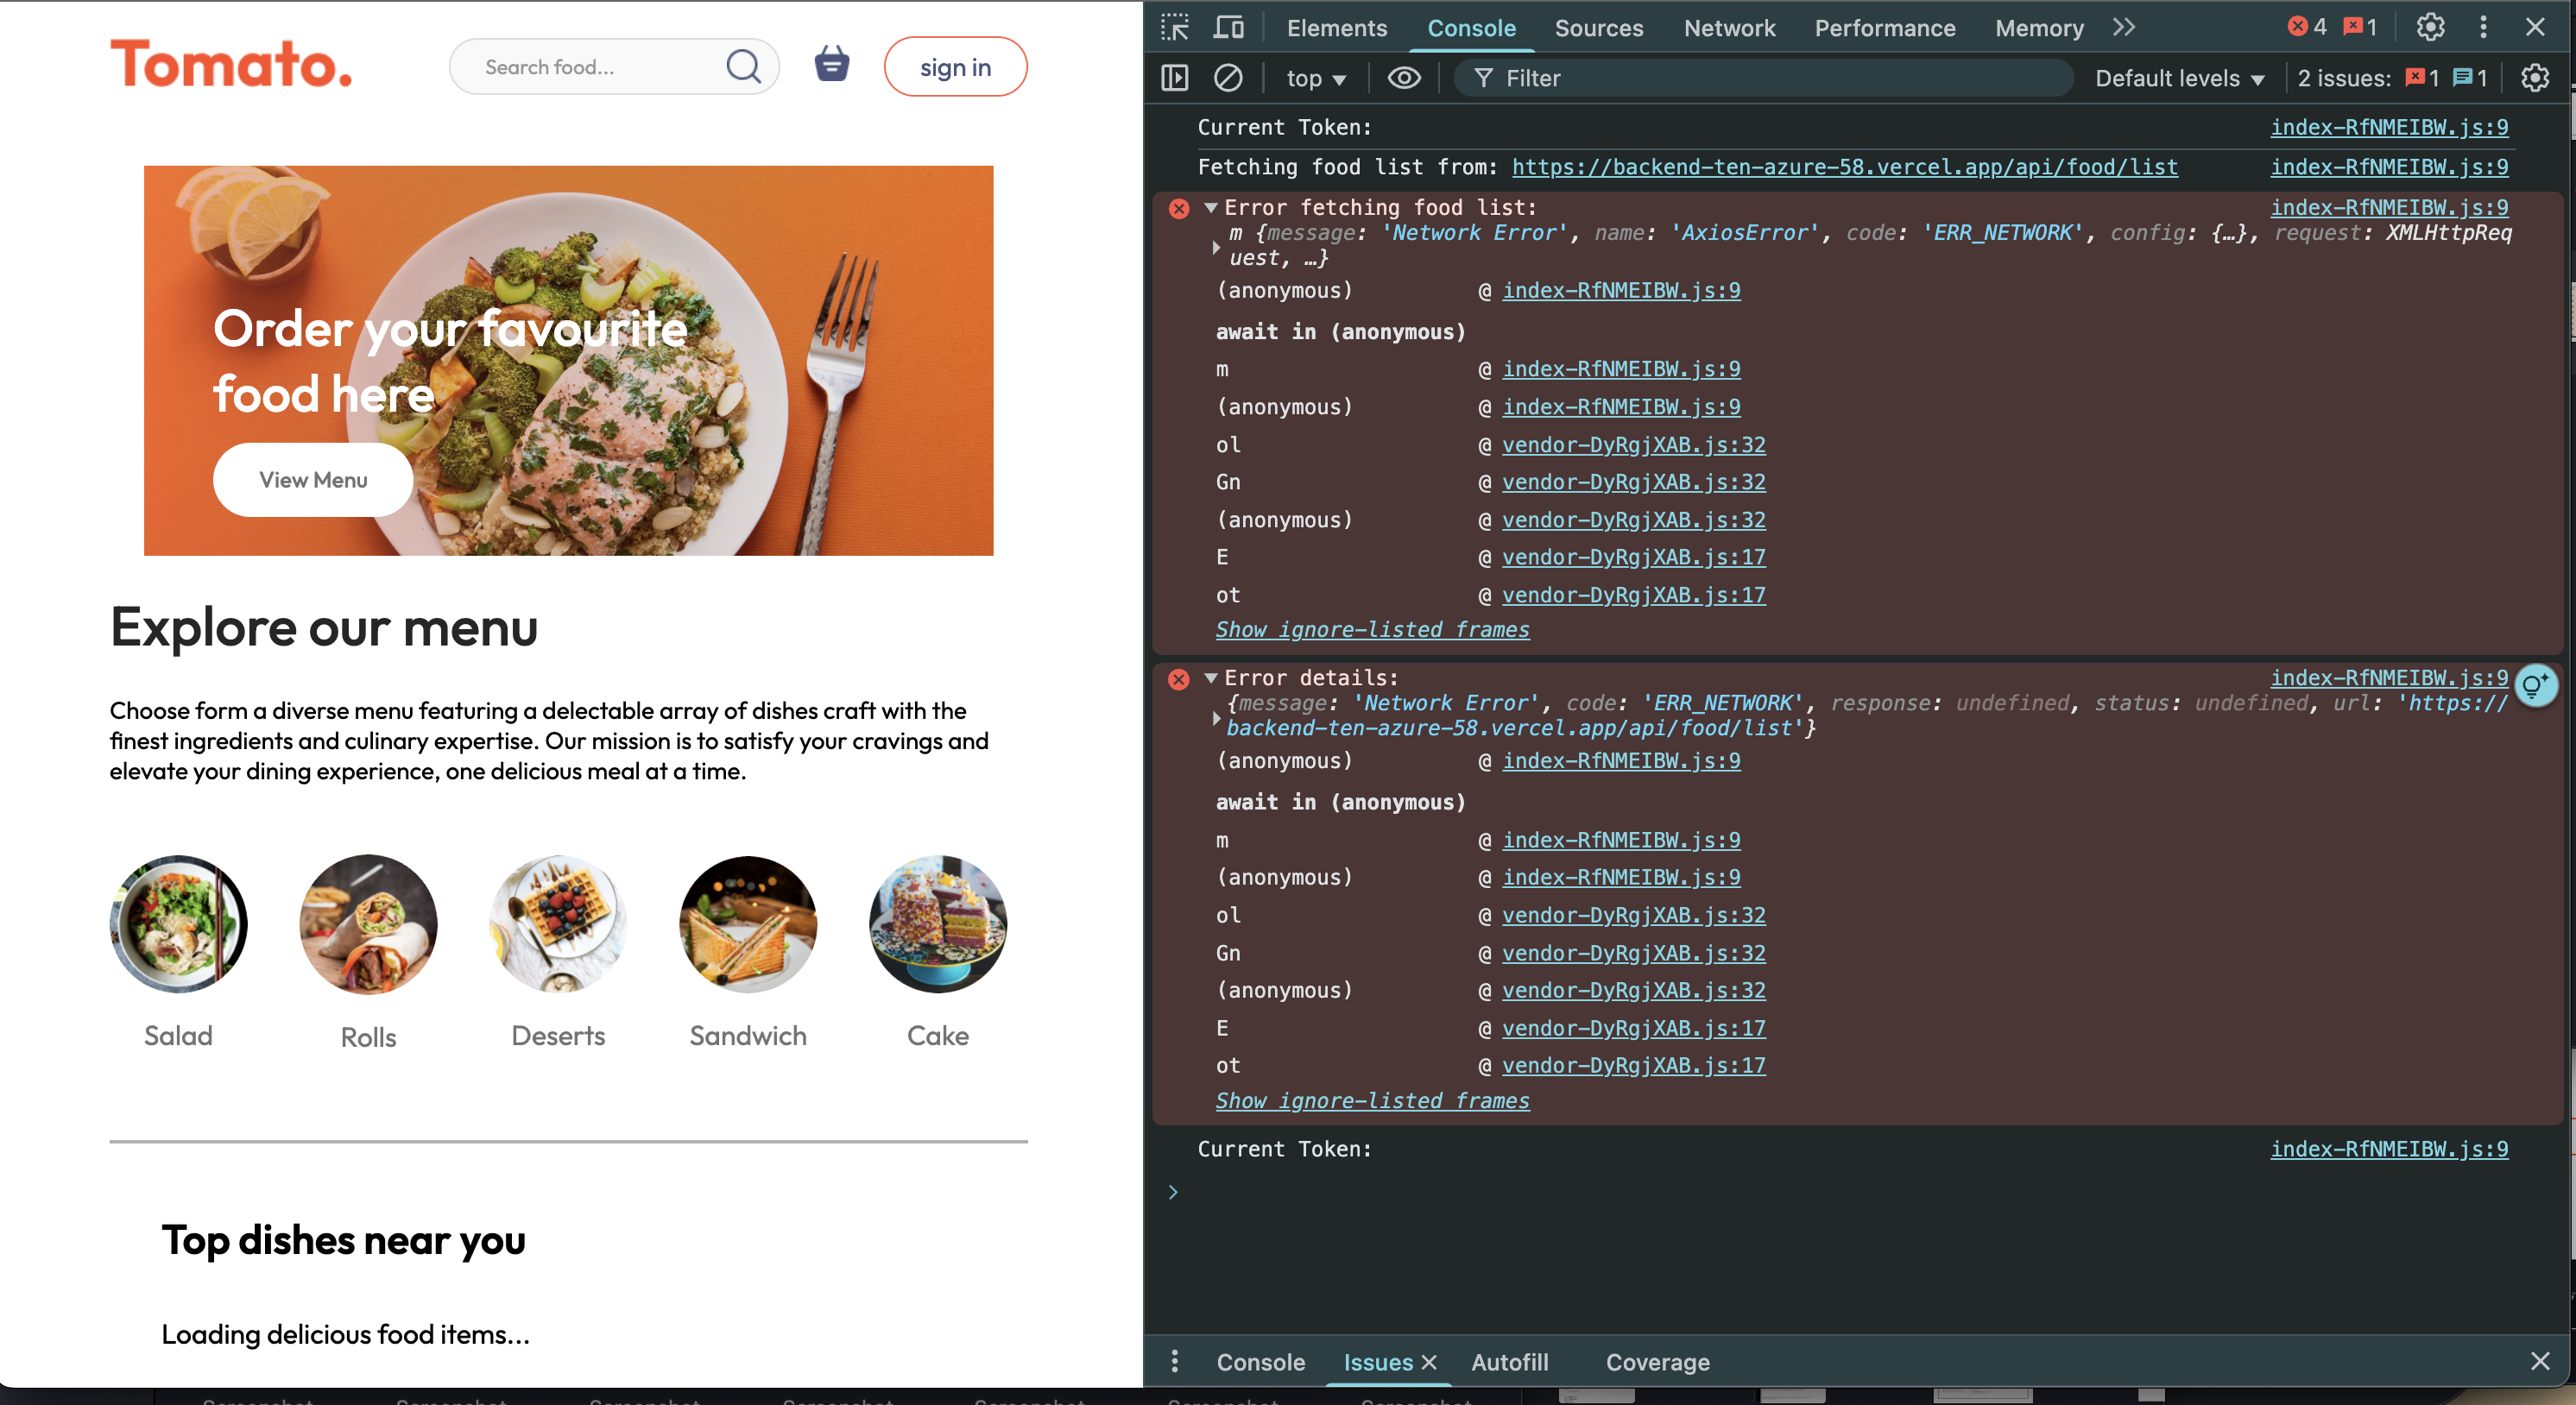 Tomato.
Search food...
sign in
Order your favourite
food here
View Menu
Explore our menu
Choose form a diverse menu featuring a delectable array of dishes craft with the
finest ingredients and culinary expertise. Our mission is to satisfy your cravings and
elevate your dining experience, one delicious meal at a time.
Salad
Rolls
Deserts
Sandwich
Cake
Top dishes near you
Loading delicious food items...
Elements Console Sources Network Performance Memory 4 1
top Filter Default levels 2 issues: 1 1
Current Token: index-RfNMEIBW.js:9
Fetching food list from: https://backend-ten-azure-58.vercel.app/api/food/list index-RfNMEIBW.js:9
Error fetching food list: index-RfNMEIBW.js:9
m {message: 'Network Error', name: 'AxiosError', code: 'ERR_NETWORK', config: {…}, request: XMLHttpReq
uest, …}
(anonymous) @ index-RfNMEIBW.js:9
await in (anonymous)
m @ index-RfNMEIBW.js:9
(anonymous) @ index-RfNMEIBW.js:9
ol @ vendor-DyRgjXAB.js:32
Gn @ vendor-DyRgjXAB.js:32
(anonymous) @ vendor-DyRgjXAB.js:32
E @ vendor-DyRgjXAB.js:17
ot @ vendor-DyRgjXAB.js:17
Show ignore-listed frames
Error details: index-RfNMEIBW.js:9
{message: 'Network Error', code: 'ERR_NETWORK', response: undefined, status: undefined, url: 'https://
backend-ten-azure-58.vercel.app/api/food/list'}
(anonymous) @ index-RfNMEIBW.js:9
await in (anonymous)
m @ index-RfNMEIBW.js:9
(anonymous) @ index-RfNMEIBW.js:9
ol @ vendor-DyRgjXAB.js:32
Gn @ vendor-DyRgjXAB.js:32
(anonymous) @ vendor-DyRgjXAB.js:32
E @ vendor-DyRgjXAB.js:17
ot @ vendor-DyRgjXAB.js:17
Show ignore-listed frames
Current Token: index-RfNMEIBW.js:9
Console Issues Autofill Coverage
Screenshot Screenshot Screenshot Screenshot Screenshot Screenshot Screenshot